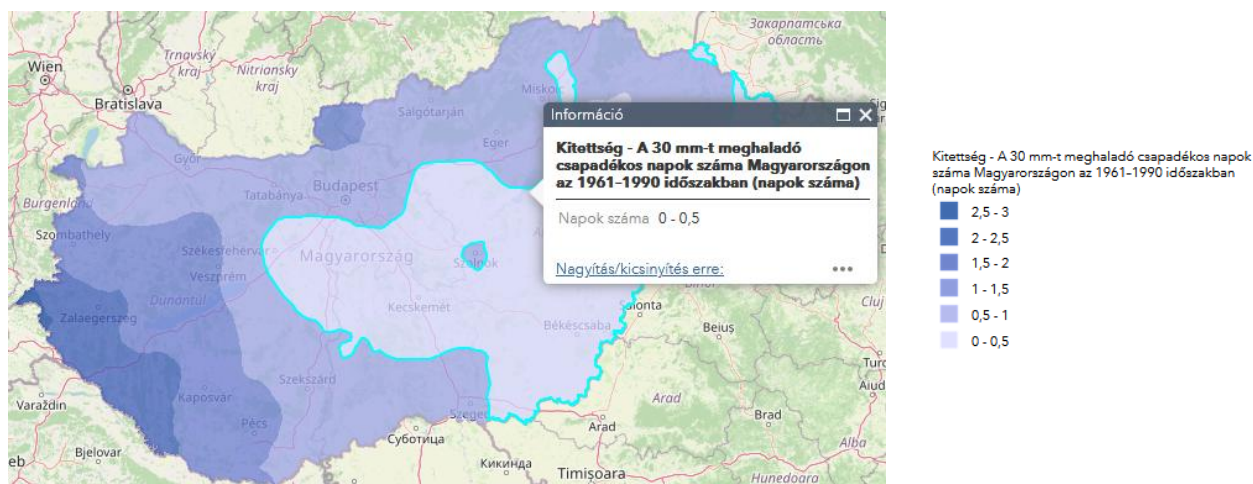 Закарпатська
область
Trnavský
kraj
Nitriansky
kraj
Wien
Bratislava
Miskolc
Salgótarján
Eger
Győr
Budapest
Tatabánya
Burgenland
Szombathely
Székesfehérvár
Magyarország
Szolnok
Veszprém
Dunántúl
Zalaegerszeg
Kecskemét
Békéscsaba
Salonta
Beiuș
Cluj
Szekszárd
Kaposvár
Pécs
Varaždin
Szeged
Arad
Arad
Brad
Суботица
Bjelovar
Кикинда
Timișoara
Alba
Hunedoara
Aiud
Információ
Kitettség - A 30 mm-t meghaladó
csapadékos napok száma Magyarországon
az 1961–1990 időszakban (napok száma)
Napok száma 0 - 0,5
Nagyítás/kicsinyítés erre:
Kitettség - A 30 mm-t meghaladó csapadékos napok
száma Magyarországon az 1961–1990 időszakban
(napok száma)
2,5 - 3
2 - 2,5
1,5 - 2
1 - 1,5
0,5 - 1
0 - 0,5